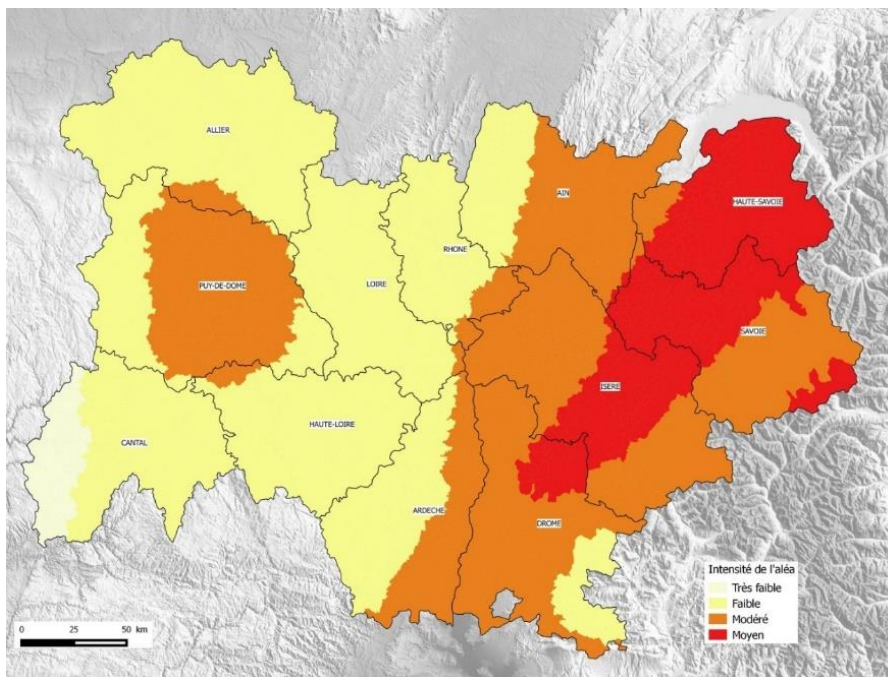 ALLIER
AIN
HAUTE-SAVOIE
RHONE
PUY-DE-DOME
LOIRE
SAVOIE
ISERE
HAUTE-LOIRE
CANTAL
ARDECHE
DROME
Intensité de l'aléa
Très faible
Faible
Modéré
Moyen
0 25 50 km